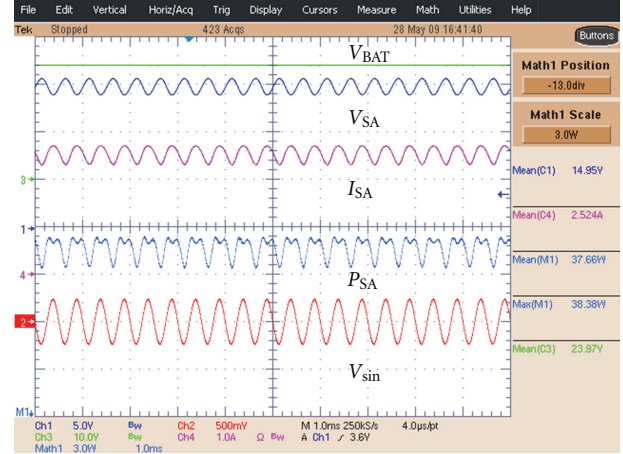 File Edit Vertical Horiz/Acq Trig Display Cursors Measure Math Utilities Help
Tek Stopped 423 Acqs 28 May 09 16:41:40
Buttons
V_BAT
Math1 Position
-13.0div
V_SA
Math1 Scale
3.0W
Mean(C1) 14.95V
3
I_SA
Mean(C4) 2.524A
1
Mean(M1) 37.66W
4
P_SA
Max(M1) 38.38W
2
Mean(C3) 23.97V
V_sin
M1
Ch1 5.0V Bw Ch2 500mV M 1.0ms 250kS/s 4.0µs/pt
Ch3 10.0V Bw Ch4 1.0A Ω Bw A Ch1 / 3.6V
Math1 3.0W 1.0ms